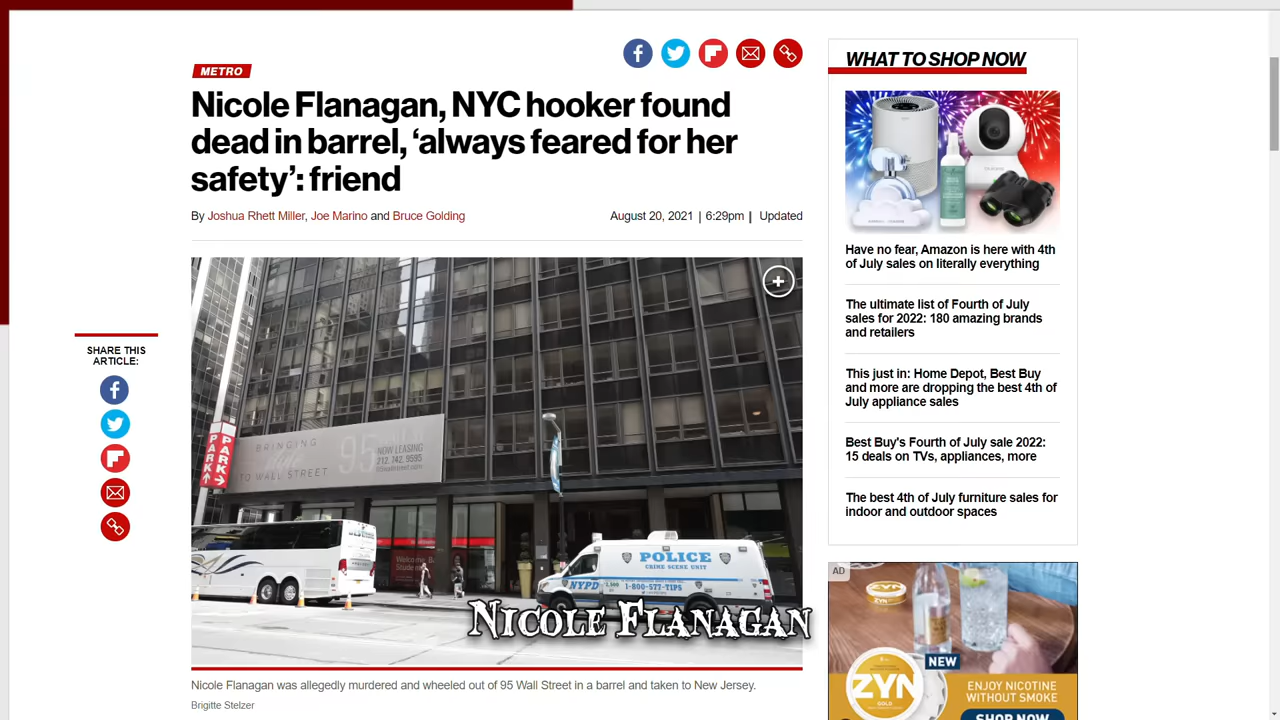 METRO
Nicole Flanagan, NYC hooker found
dead in barrel, ‘always feared for her
safety’: friend
By Joshua Rhett Miller, Joe Marino and Bruce Golding
August 20, 2021 | 6:29pm | Updated
SHARE THIS
ARTICLE:
BRINGING
TO WALL STREET
95
NOW LEASING
212.742.9595
PARK
PARK
POLICE
CRIME SCENE UNIT
1-800-577-TIPS
NYPD
NICOLE FLANAGAN
Nicole Flanagan was allegedly murdered and wheeled out of 95 Wall Street in a barrel and taken to New Jersey.
Brigitte Stelzer
WHAT TO SHOP NOW
Have no fear, Amazon is here with 4th
of July sales on literally everything
The ultimate list of Fourth of July
sales for 2022: 180 amazing brands
and retailers
This just in: Home Depot, Best Buy
and more are dropping the best 4th of
July appliance sales
Best Buy's Fourth of July sale 2022:
15 deals on TVs, appliances, more
The best 4th of July furniture sales for
indoor and outdoor spaces
AD
ZYN
NEW
ZYN
GOLD
ENJOY NICOTINE
WITHOUT SMOKE
SHOP NOW